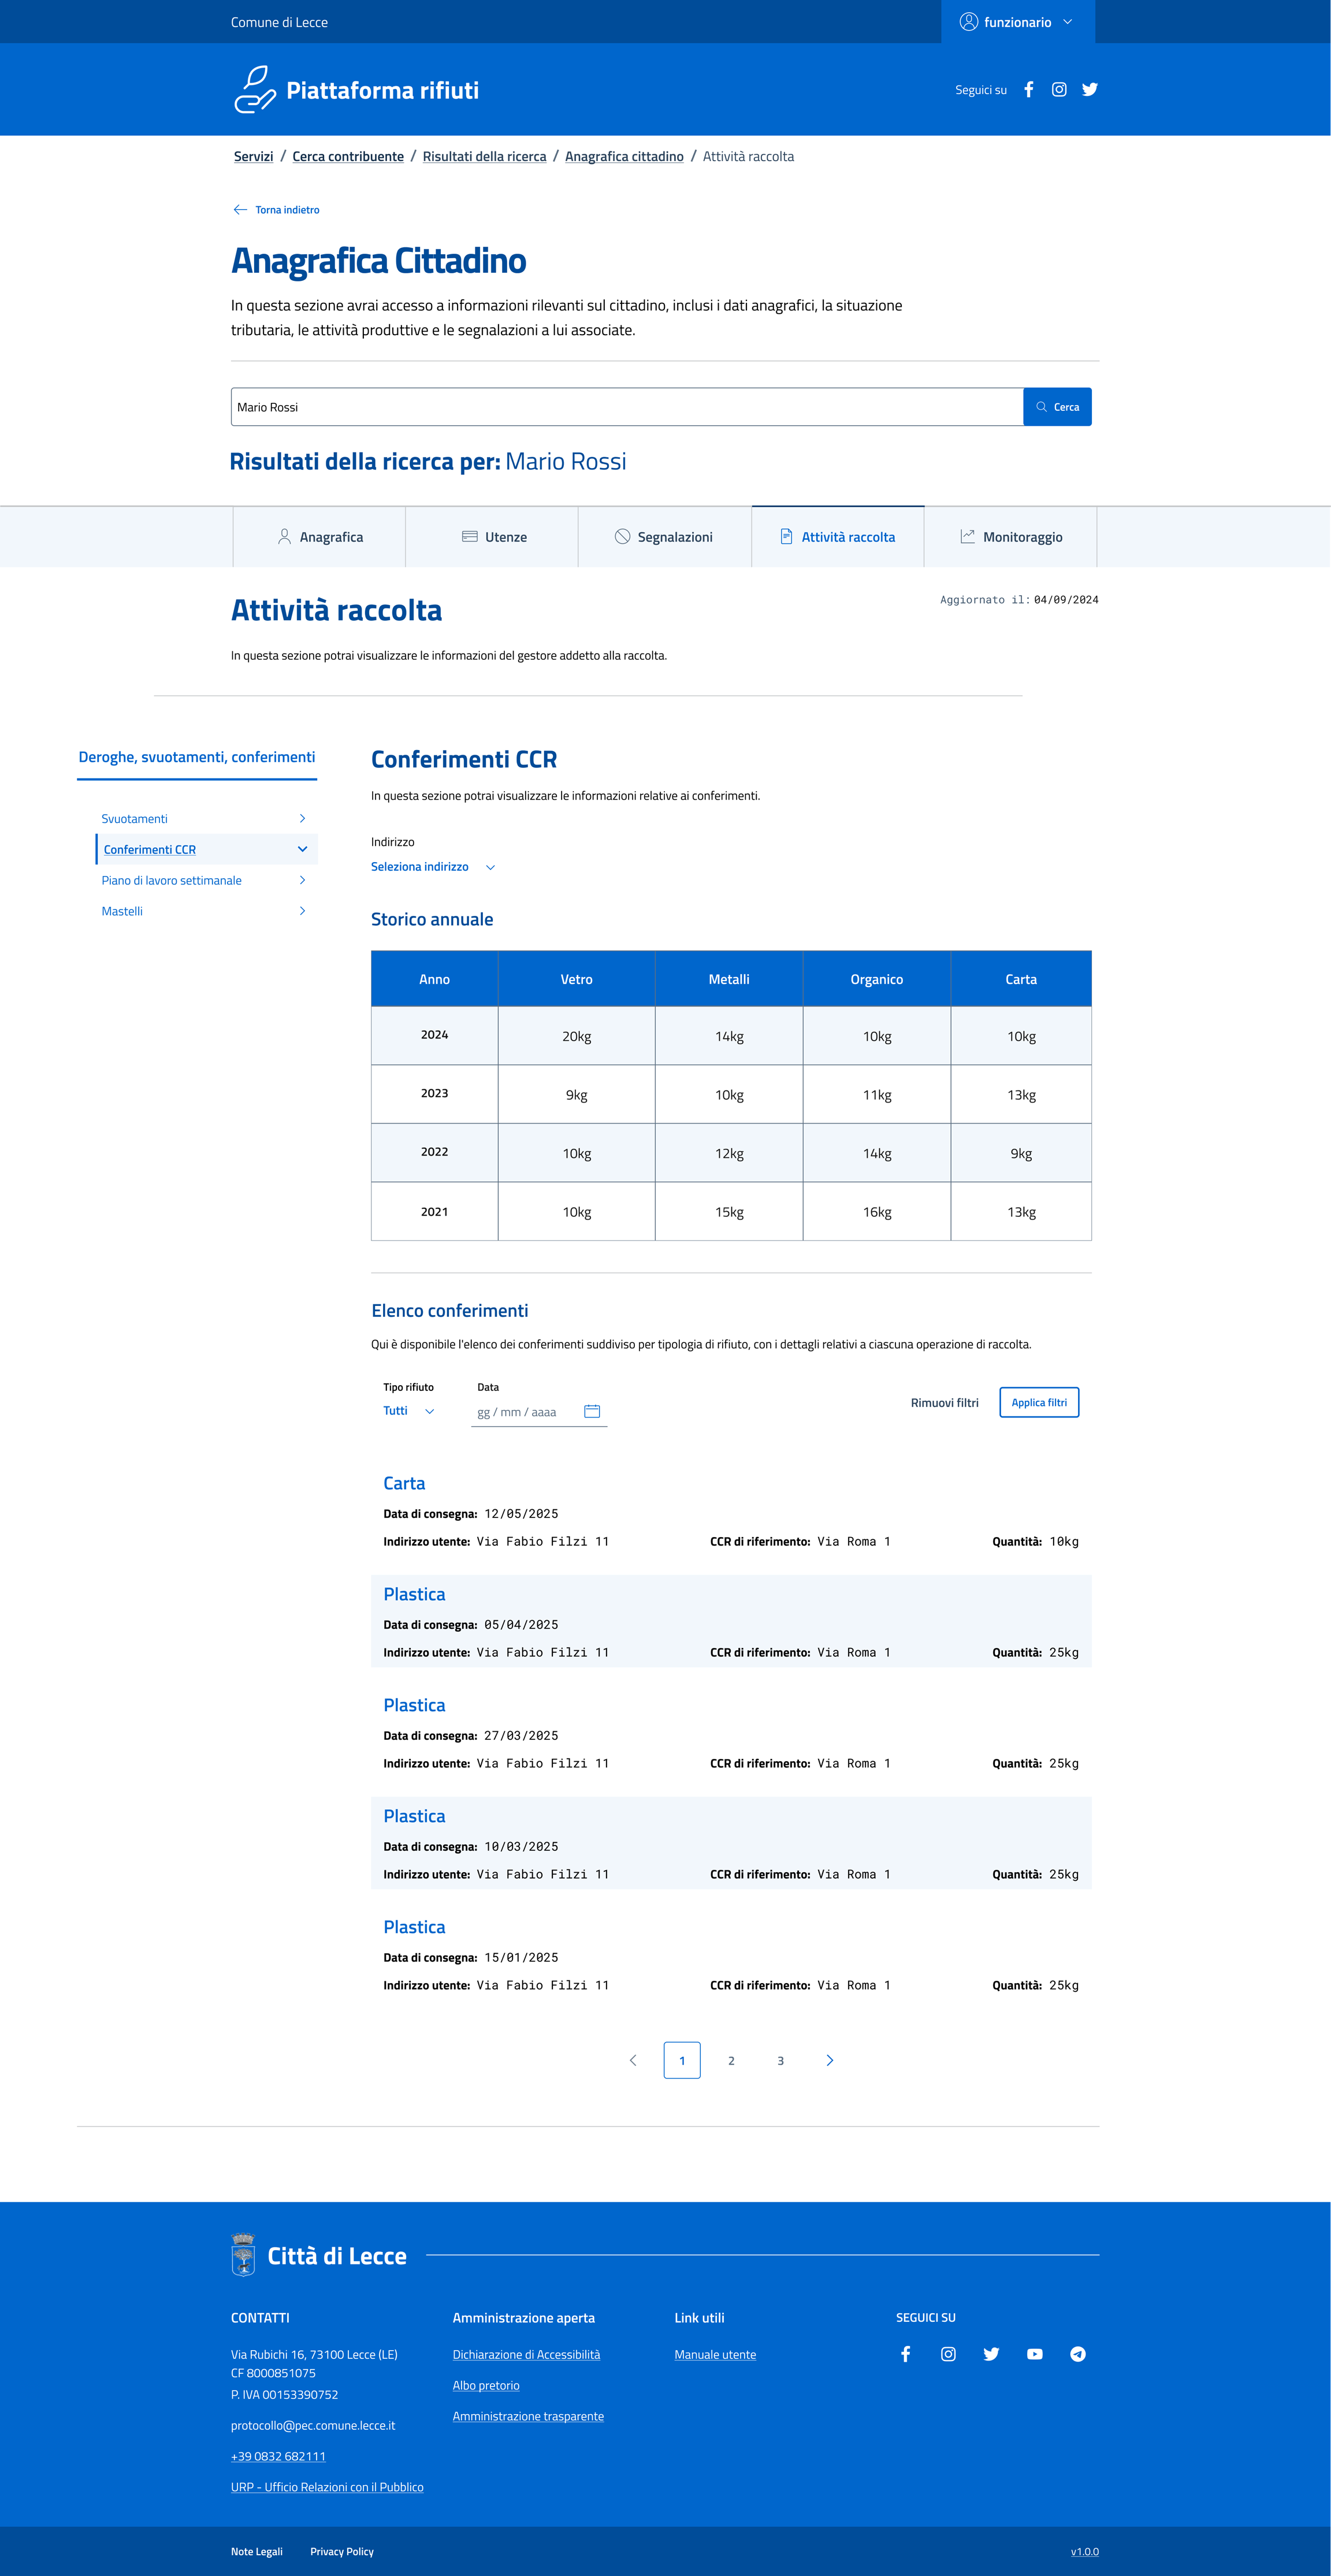 Comune di Lecce
funzionario
Piattaforma rifiuti
Seguici su
Servizi / Cerca contribuente / Risultati della ricerca / Anagrafica cittadino / Attività raccolta
Torna indietro
Anagrafica Cittadino
In questa sezione avrai accesso a informazioni rilevanti sul cittadino, inclusi i dati anagrafici, la situazione
tributaria, le attività produttive e le segnalazioni a lui associate.
Mario Rossi
Cerca
Risultati della ricerca per: Mario Rossi
Anagrafica
Utenze
Segnalazioni
Attività raccolta
Monitoraggio
Attività raccolta
Aggiornato il: 04/09/2024
In questa sezione potrai visualizzare le informazioni del gestore addetto alla raccolta.
Deroghe, svuotamenti, conferimenti
Svuotamenti
Conferimenti CCR
Piano di lavoro settimanale
Mastelli
Conferimenti CCR
In questa sezione potrai visualizzare le informazioni relative ai conferimenti.
Indirizzo
Seleziona indirizzo
Storico annuale
Anno Vetro Metalli Organico Carta
2024 20kg 14kg 10kg 10kg
2023 9kg 10kg 11kg 13kg
2022 10kg 12kg 14kg 9kg
2021 10kg 15kg 16kg 13kg
Elenco conferimenti
Qui è disponibile l'elenco dei conferimenti suddiviso per tipologia di rifiuto, con i dettagli relativi a ciascuna operazione di raccolta.
Tipo rifiuto
Tutti
Data
gg / mm / aaaa
Rimuovi filtri
Applica filtri
Carta
Data di consegna: 12/05/2025
Indirizzo utente: Via Fabio Filzi 11 CCR di riferimento: Via Roma 1 Quantità: 10kg
Plastica
Data di consegna: 05/04/2025
Indirizzo utente: Via Fabio Filzi 11 CCR di riferimento: Via Roma 1 Quantità: 25kg
Plastica
Data di consegna: 27/03/2025
Indirizzo utente: Via Fabio Filzi 11 CCR di riferimento: Via Roma 1 Quantità: 25kg
Plastica
Data di consegna: 10/03/2025
Indirizzo utente: Via Fabio Filzi 11 CCR di riferimento: Via Roma 1 Quantità: 25kg
Plastica
Data di consegna: 15/01/2025
Indirizzo utente: Via Fabio Filzi 11 CCR di riferimento: Via Roma 1 Quantità: 25kg
1 2 3
Città di Lecce
CONTATTI
Via Rubichi 16, 73100 Lecce (LE)
CF 8000851075
P. IVA 00153390752
protocollo@pec.comune.lecce.it
+39 0832 682111
URP - Ufficio Relazioni con il Pubblico
Amministrazione aperta
Dichiarazione di Accessibilità
Albo pretorio
Amministrazione trasparente
Link utili
Manuale utente
SEGUICI SU
Note Legali
Privacy Policy
v1.0.0